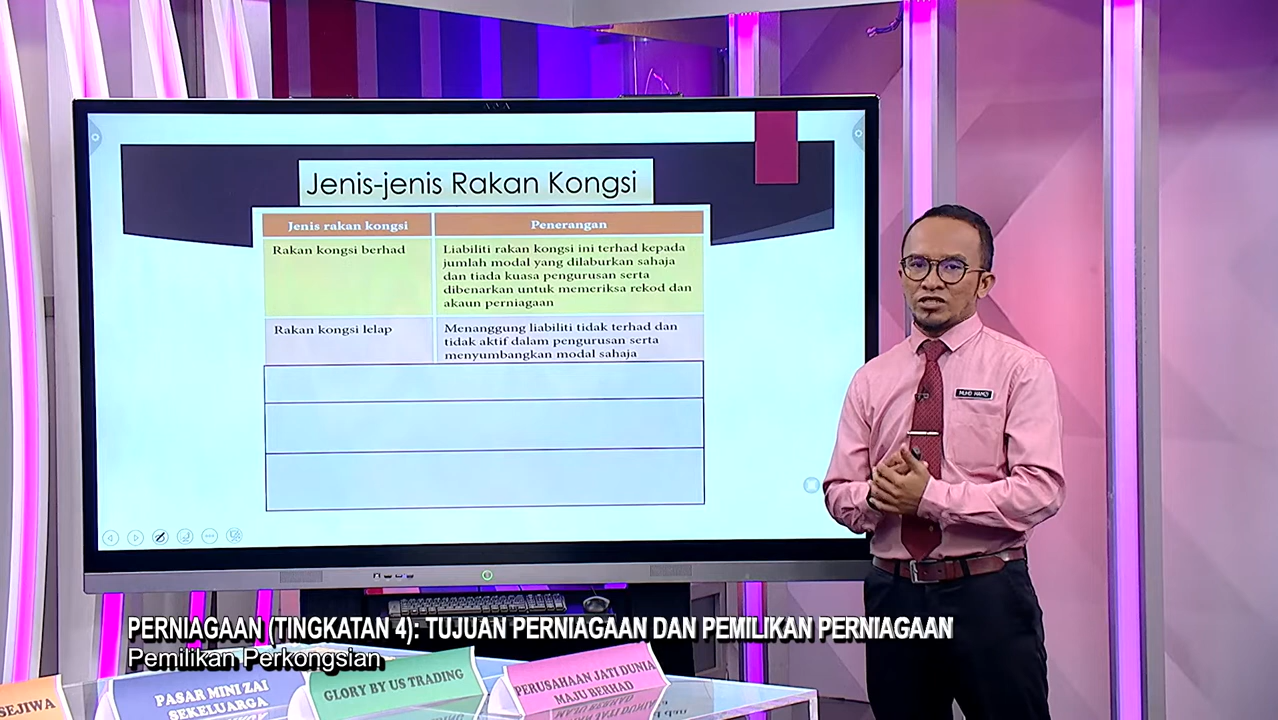 Jenis-jenis Rakan Kongsi
Jenis rakan kongsi
Penerangan
Rakan kongsi berhad
Liabiliti rakan kongsi ini terhad kepada
jumlah modal yang dilaburkan sahaja
dan tiada kuasa pengurusan serta
dibenarkan untuk memeriksa rekod dan
akaun perniagaan
Rakan kongsi lelap
Menanggung liabiliti tidak terhad dan
tidak aktif dalam pengurusan serta
menyumbangkan modal sahaja
MUHD HAMZI
PERNIAGAAN (TINGKATAN 4): TUJUAN PERNIAGAAN DAN PEMILIKAN PERNIAGAAN
Pemilikan Perkongsian
SEJIWA
PASAR MINI ZAI
SEKELUARGA
GLORY BY US TRADING
PERUSAHAAN JATI DUNIA
MAJU BERHAD